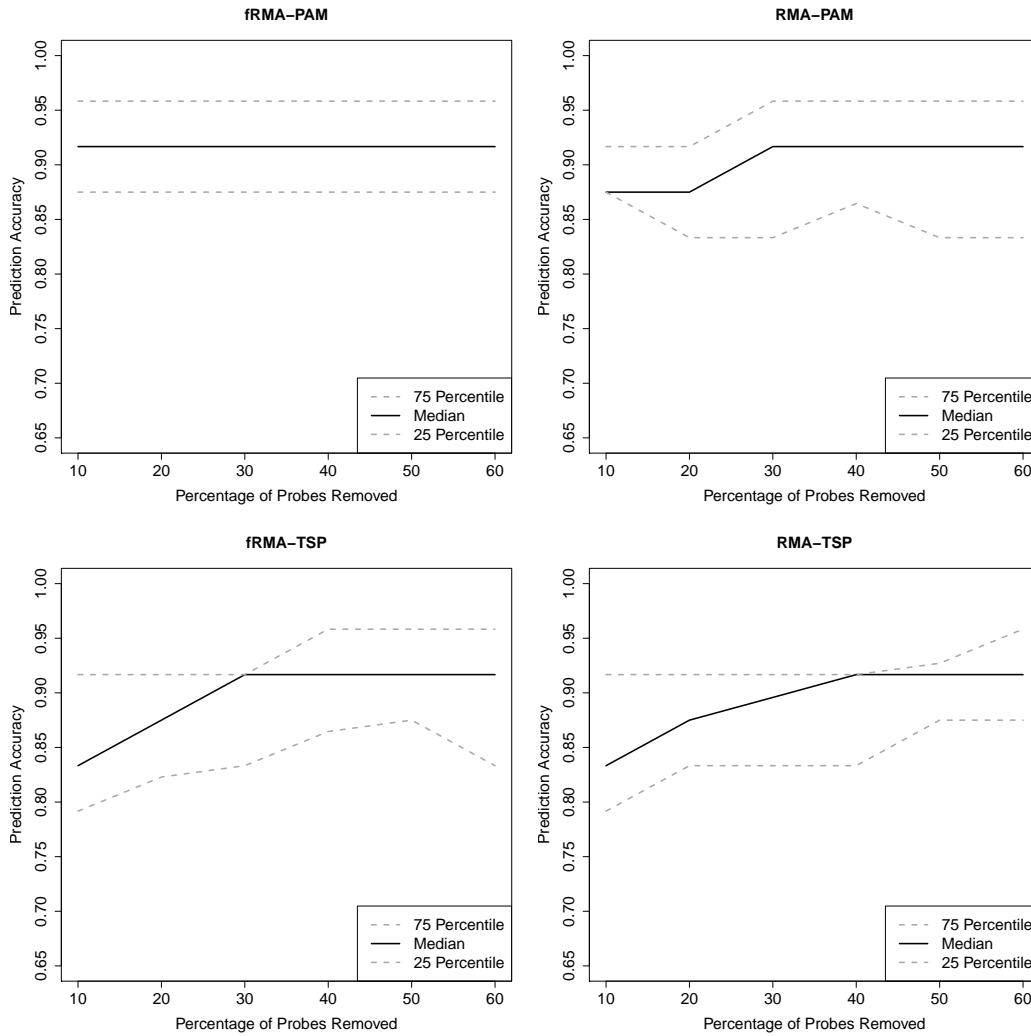 fRMA−PAM
1.00
0.95
0.90
0.85
0.80
0.75
0.70
0.65
Prediction Accuracy
75 Percentile
Median
25 Percentile
10 20 30 40 50 60
Percentage of Probes Removed
RMA−PAM
1.00
0.95
0.90
0.85
0.80
0.75
0.70
0.65
Prediction Accuracy
75 Percentile
Median
25 Percentile
10 20 30 40 50 60
Percentage of Probes Removed
fRMA−TSP
1.00
0.95
0.90
0.85
0.80
0.75
0.70
0.65
Prediction Accuracy
75 Percentile
Median
25 Percentile
10 20 30 40 50 60
Percentage of Probes Removed
RMA−TSP
1.00
0.95
0.90
0.85
0.80
0.75
0.70
0.65
Prediction Accuracy
75 Percentile
Median
25 Percentile
10 20 30 40 50 60
Percentage of Probes Removed